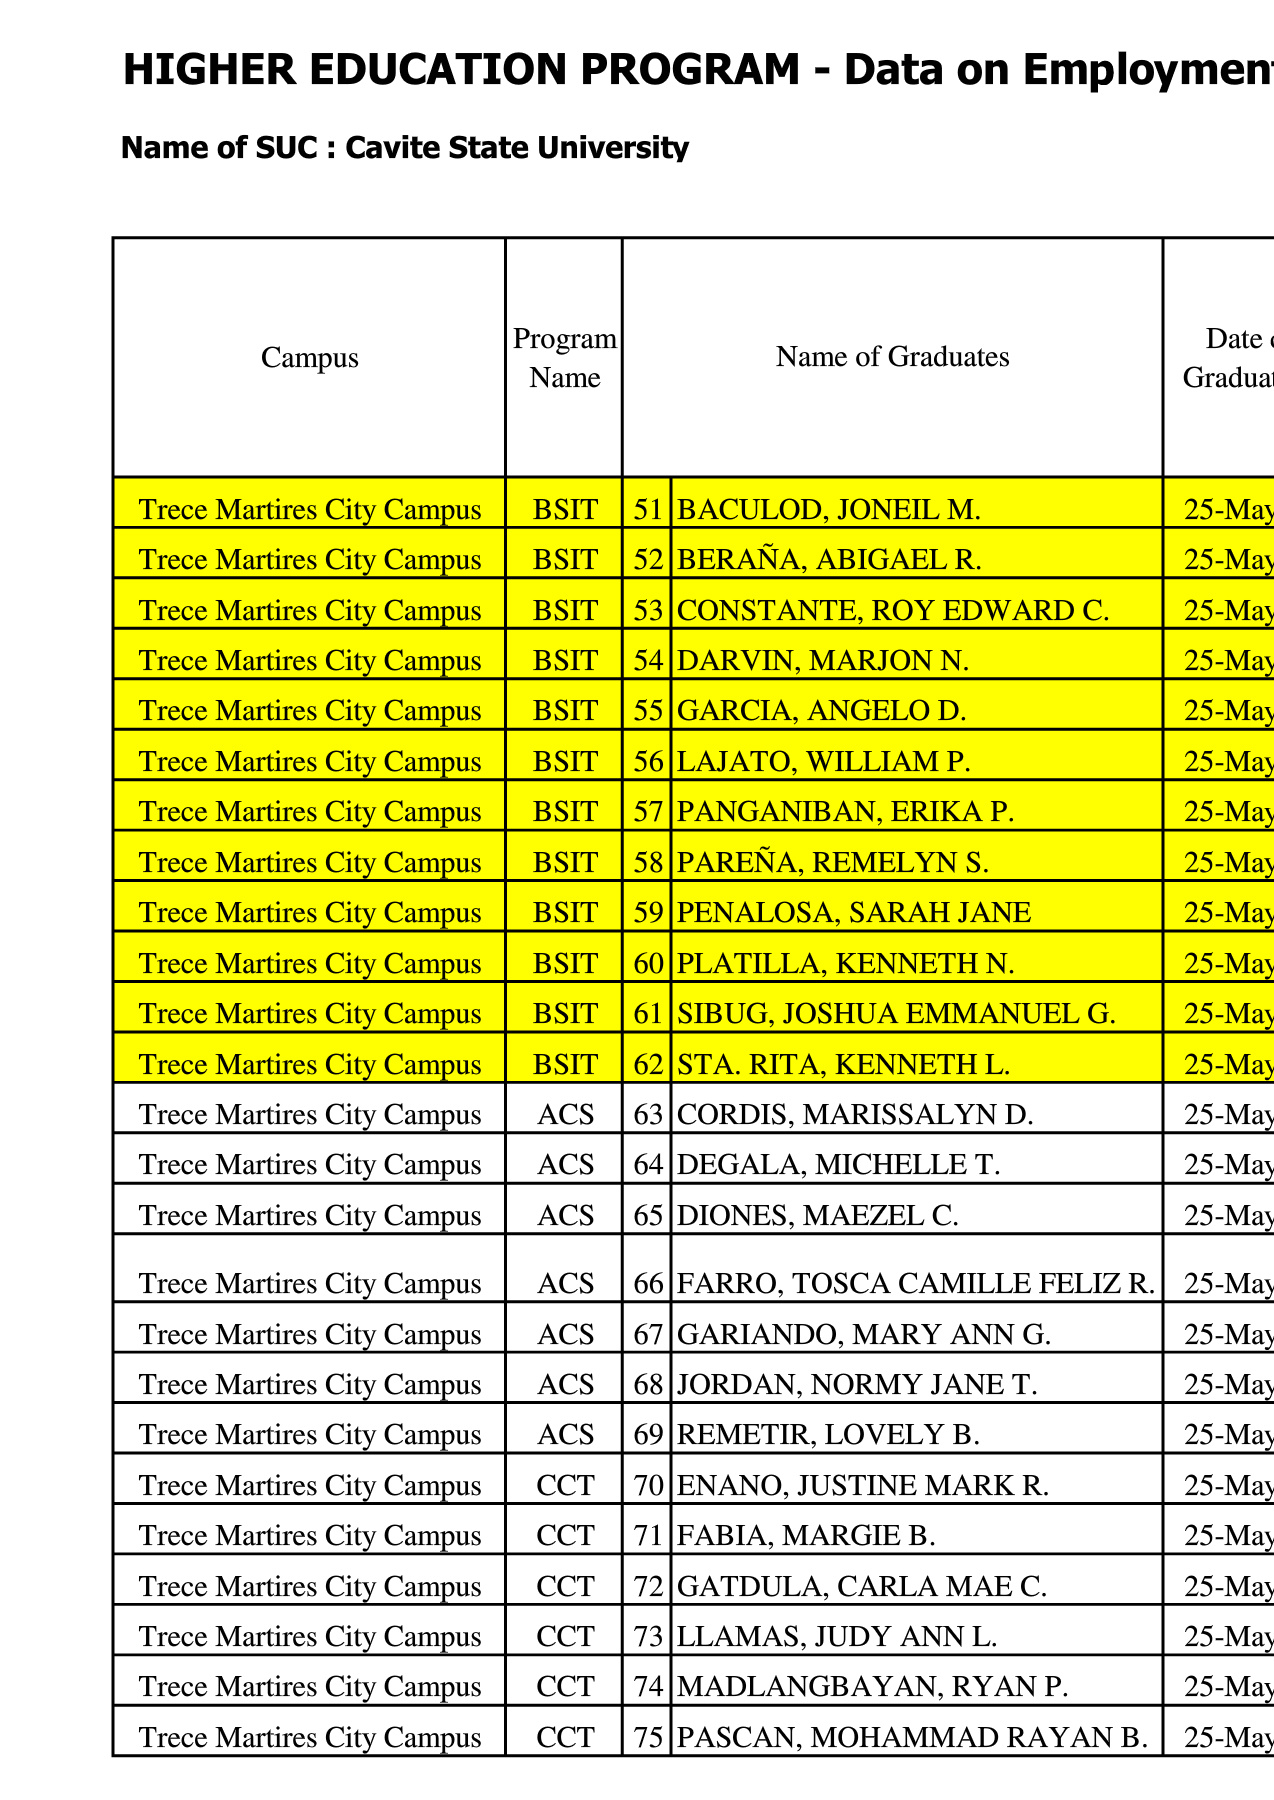 HIGHER EDUCATION PROGRAM - Data on Employment
Name of SUC : Cavite State University
Campus Program Name Name of Graduates Date Graduat
Trece Martires City Campus BSIT 51 BACULOD, JONEIL M. 25-May
Trece Martires City Campus BSIT 52 BERAÑA, ABIGAEL R. 25-May
Trece Martires City Campus BSIT 53 CONSTANTE, ROY EDWARD C. 25-May
Trece Martires City Campus BSIT 54 DARVIN, MARJON N. 25-May
Trece Martires City Campus BSIT 55 GARCIA, ANGELO D. 25-May
Trece Martires City Campus BSIT 56 LAJATO, WILLIAM P. 25-May
Trece Martires City Campus BSIT 57 PANGANIBAN, ERIKA P. 25-May
Trece Martires City Campus BSIT 58 PAREÑA, REMELYN S. 25-May
Trece Martires City Campus BSIT 59 PENALOSA, SARAH JANE 25-May
Trece Martires City Campus BSIT 60 PLATILLA, KENNETH N. 25-May
Trece Martires City Campus BSIT 61 SIBUG, JOSHUA EMMANUEL G. 25-May
Trece Martires City Campus BSIT 62 STA. RITA, KENNETH L. 25-May
Trece Martires City Campus ACS 63 CORDIS, MARISSALYN D. 25-May
Trece Martires City Campus ACS 64 DEGALA, MICHELLE T. 25-May
Trece Martires City Campus ACS 65 DIONES, MAEZEL C. 25-May
Trece Martires City Campus ACS 66 FARRO, TOSCA CAMILLE FELIZ R. 25-May
Trece Martires City Campus ACS 67 GARIANDO, MARY ANN G. 25-May
Trece Martires City Campus ACS 68 JORDAN, NORMY JANE T. 25-May
Trece Martires City Campus ACS 69 REMETIR, LOVELY B. 25-May
Trece Martires City Campus CCT 70 ENANO, JUSTINE MARK R. 25-May
Trece Martires City Campus CCT 71 FABIA, MARGIE B. 25-May
Trece Martires City Campus CCT 72 GATDULA, CARLA MAE C. 25-May
Trece Martires City Campus CCT 73 LLAMAS, JUDY ANN L. 25-May
Trece Martires City Campus CCT 74 MADLANGBAYAN, RYAN P. 25-May
Trece Martires City Campus CCT 75 PASCAN, MOHAMMAD RAYAN B. 25-May